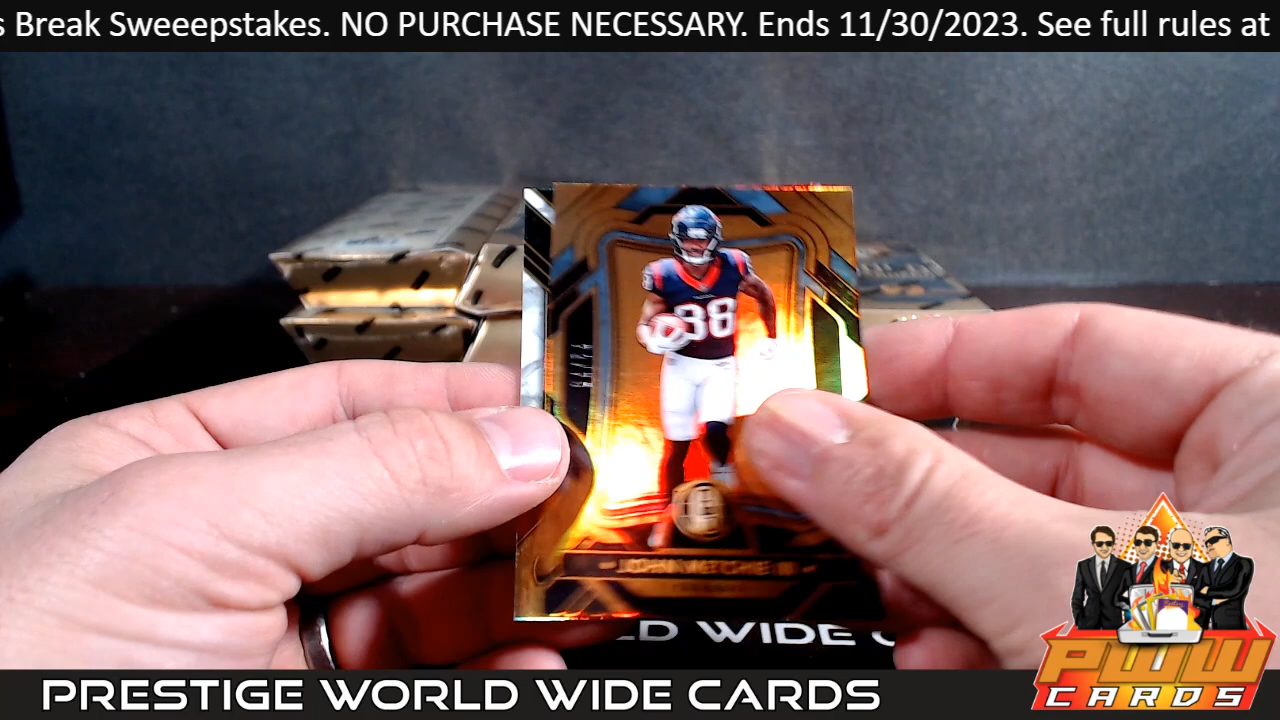 s Break Sweeepstakes. NO PURCHASE NECESSARY. Ends 11/30/2023. See full rules at
88
JOHN METCHIE III
LD WIDE C
PWW
CARDS
PRESTIGE WORLD WIDE CARDS